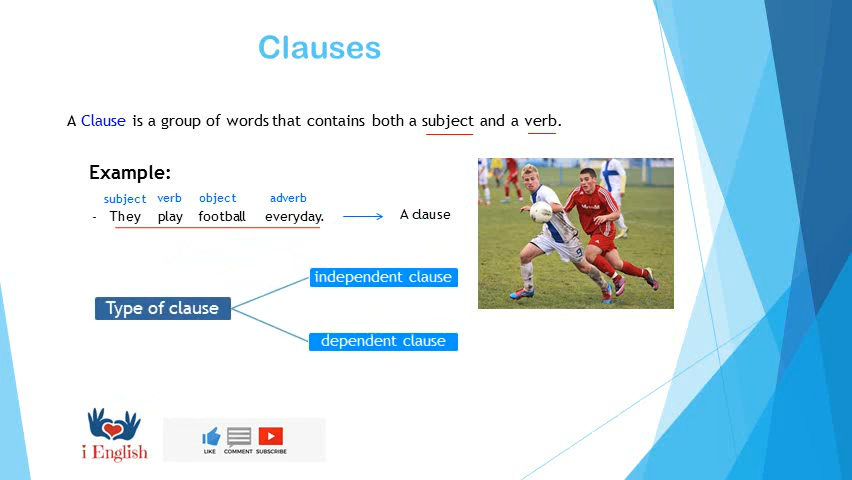 Clauses
A Clause is a group of words that contains both a subject and a verb.
Example:
subject verb object adverb
- They play football everyday. A clause
independent clause
Type of clause
dependent clause
i English
LIKE COMMENT SUBSCRIBE